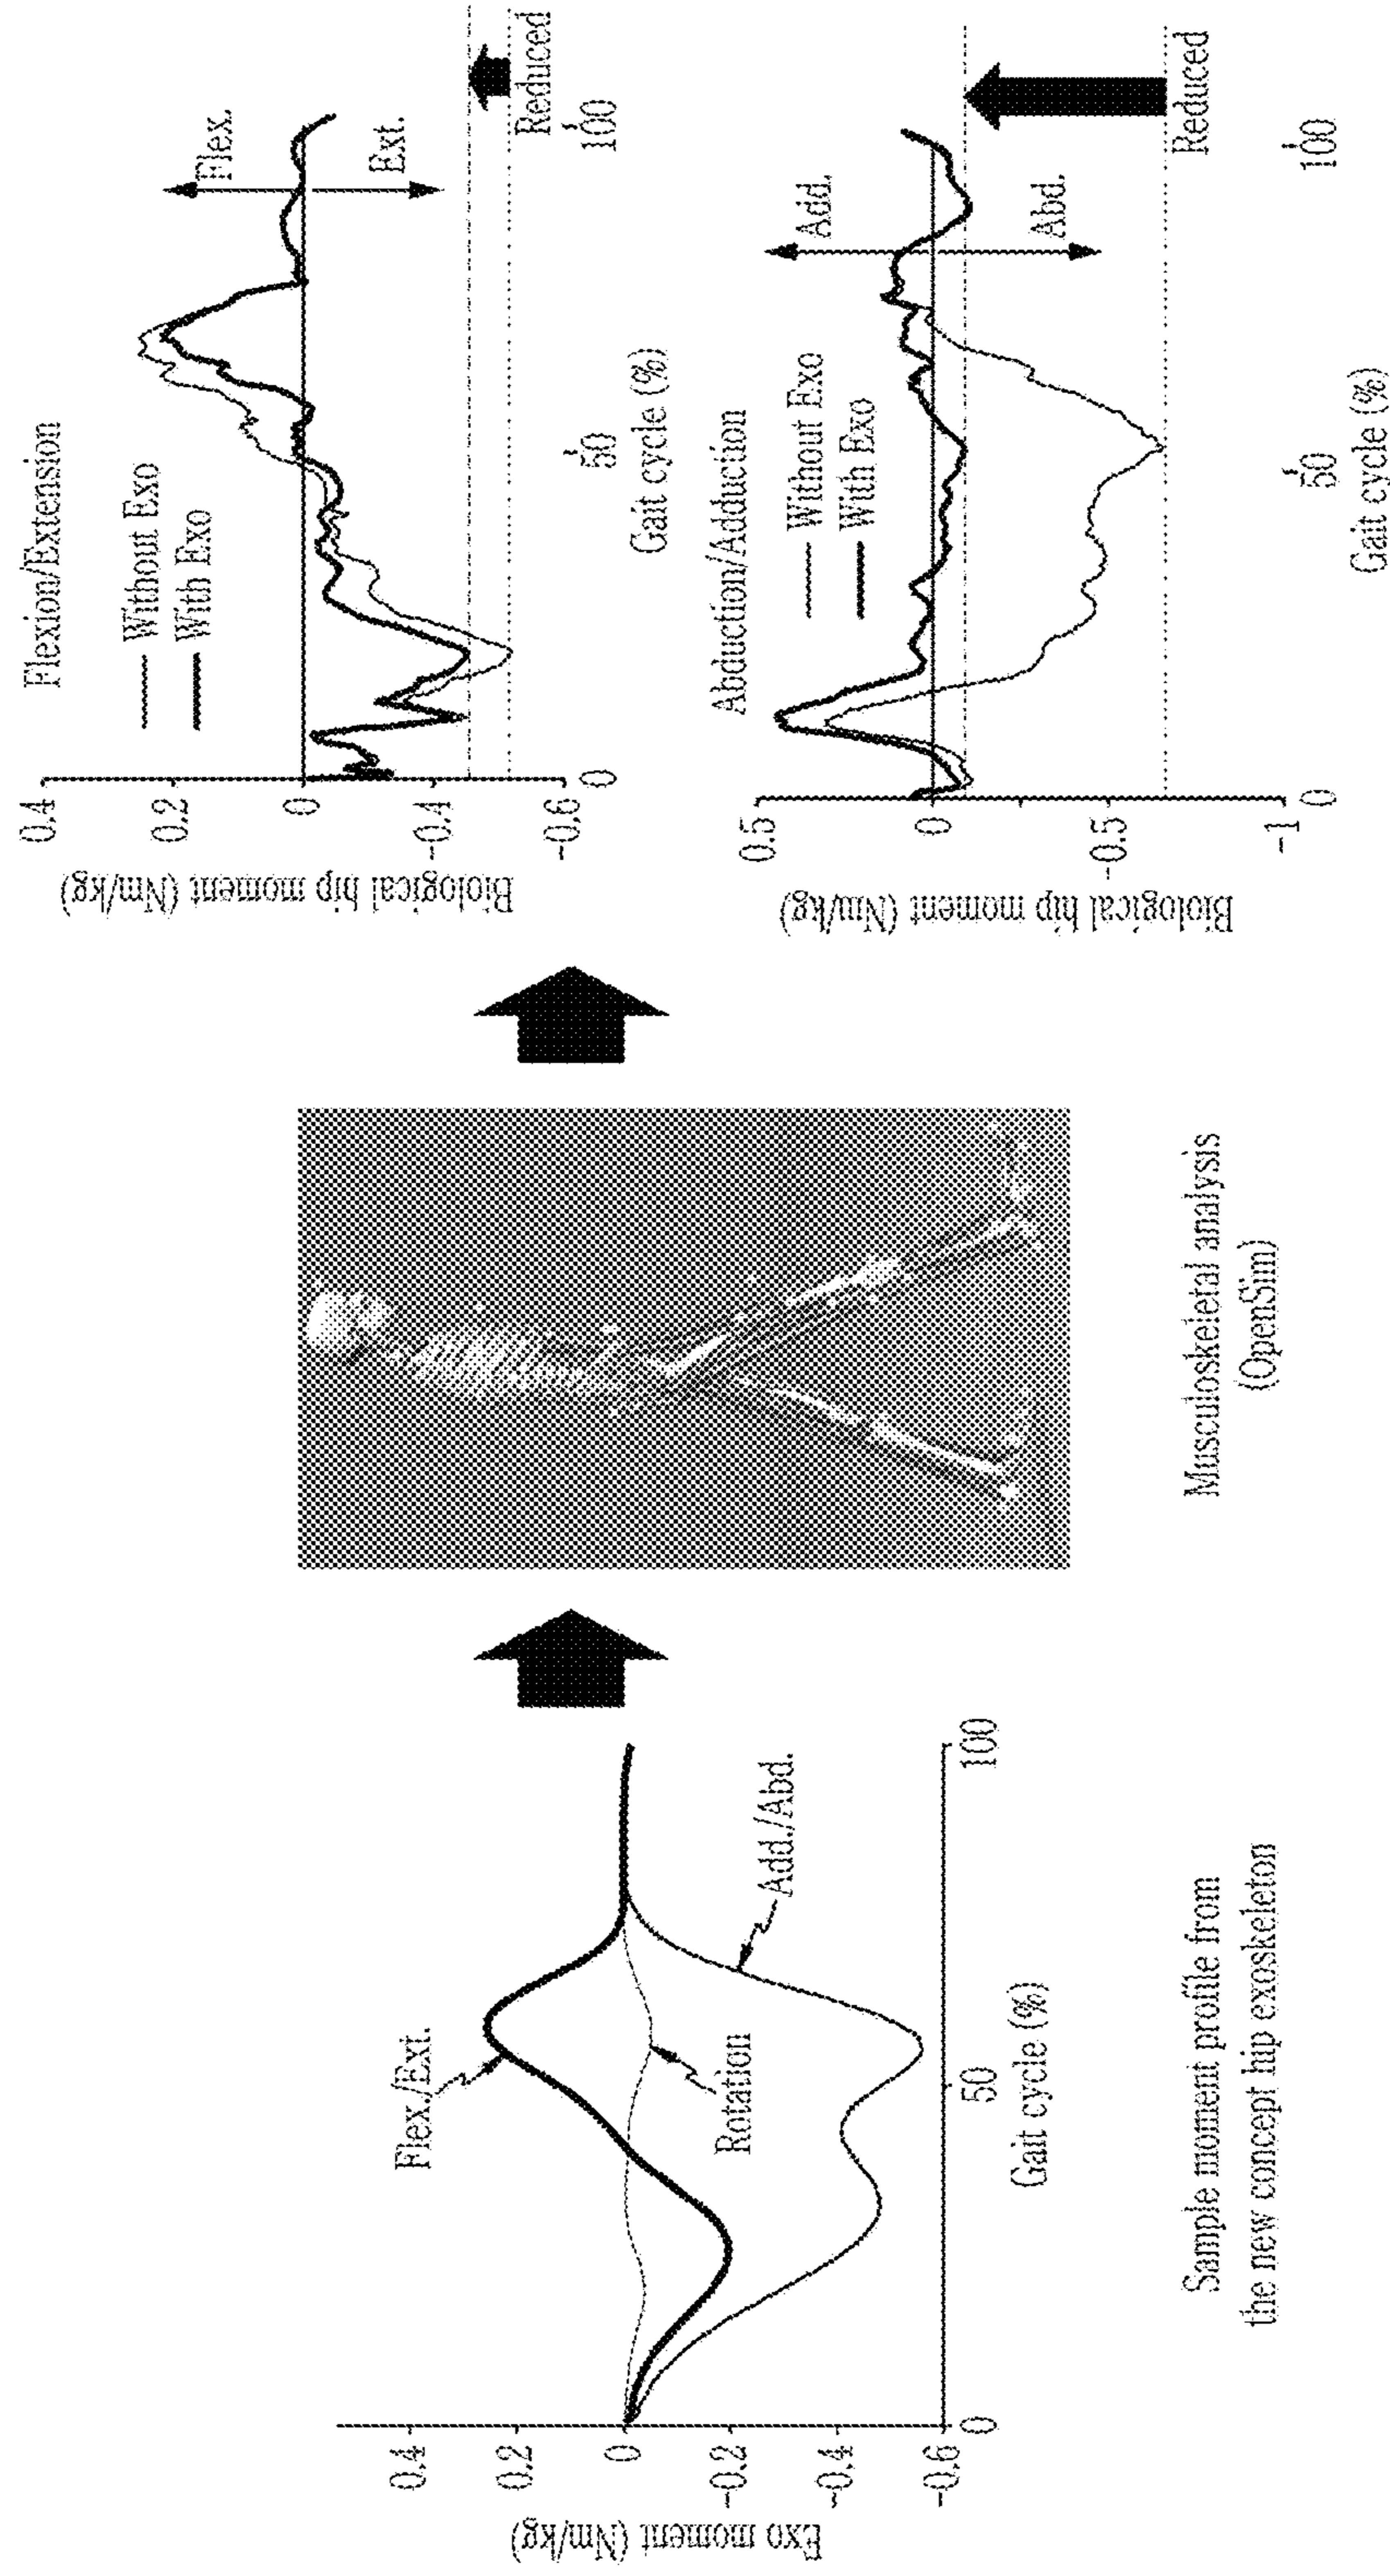 Exo moment (Nm/kg)
0.4
0.2
0
-0.2
-0.4
-0.6
Flex./Ext.
Rotation
Add./Abd.
0
50
100
Gait cycle (%)
Sample moment profile from
the new concept hip exoskeleton
Musculoskeletal analysis
(OpenSim)
Flexion/Extension
Without Exo
With Exo
Biological hip moment (Nm/kg)
0.4
0.2
0
-0.4
-0.6
Flex.
Ext.
Reduced
0
50
100
Gait cycle (%)
Abduction/Adduction
Without Exo
With Exo
Biological hip moment (Nm/kg)
0.5
0
-0.5
-1
Add.
Abd.
Reduced
0
50
100
Gait cycle (%)